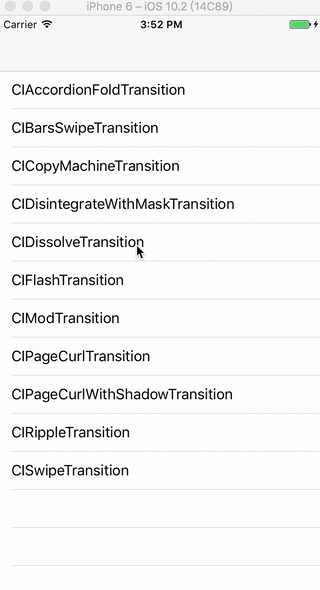 iPhone 6 – iOS 10.2 (14C89)
Carrier 3:52 PM
CIAccordionFoldTransition
CIBarsSwipeTransition
CICopyMachineTransition
CIDisintegrateWithMaskTransition
CIDissolveTransition
CIFlashTransition
CIModTransition
CIPageCurlTransition
CIPageCurlWithShadowTransition
CIRippleTransition
CISwipeTransition